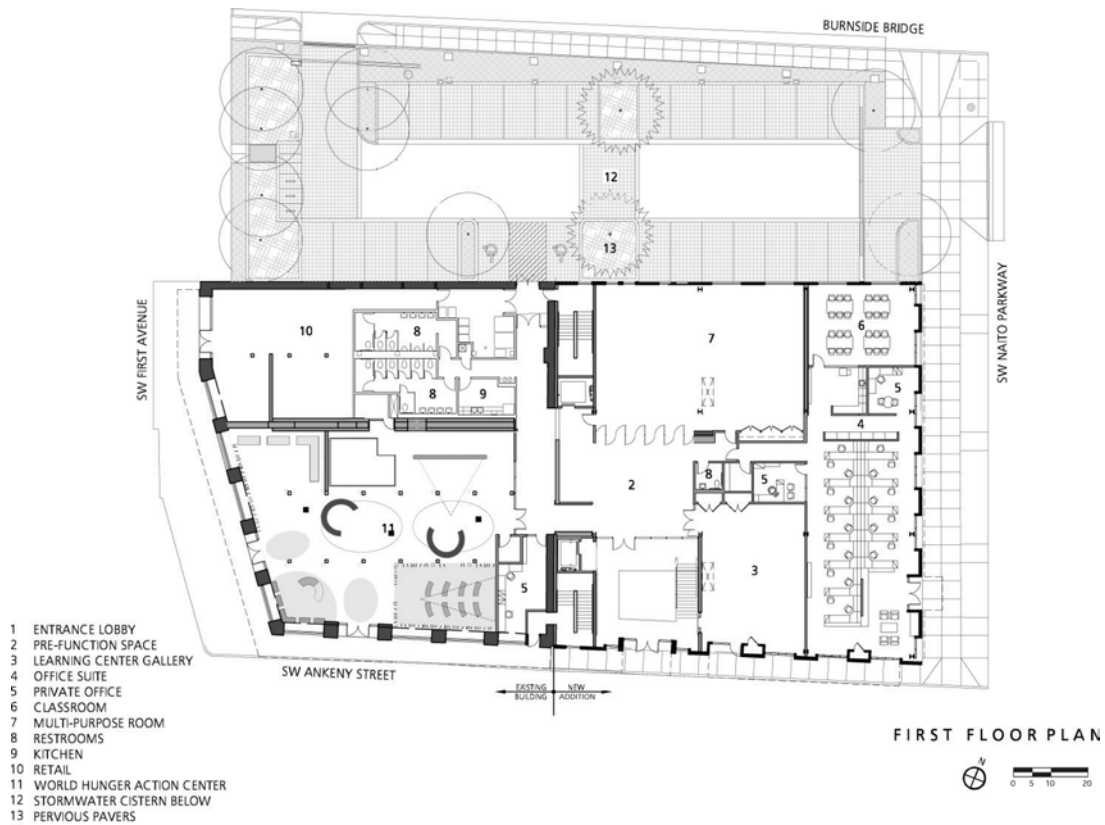 BURNSIDE BRIDGE
12
13
SW FIRST AVENUE
SW NAITO PARKWAY
10
8
7
6
8
9
5
4
2
8
5
11
3
5
SW ANKENY STREET
EXISTING BUILDING
NEW ADDITION
1 ENTRANCE LOBBY
2 PRE-FUNCTION SPACE
3 LEARNING CENTER GALLERY
4 OFFICE SUITE
5 PRIVATE OFFICE
6 CLASSROOM
7 MULTI-PURPOSE ROOM
8 RESTROOMS
9 KITCHEN
10 RETAIL
11 WORLD HUNGER ACTION CENTER
12 STORMWATER CISTERN BELOW
13 PERVIOUS PAVERS
FIRST FLOOR PLAN
N
0 5 10 20